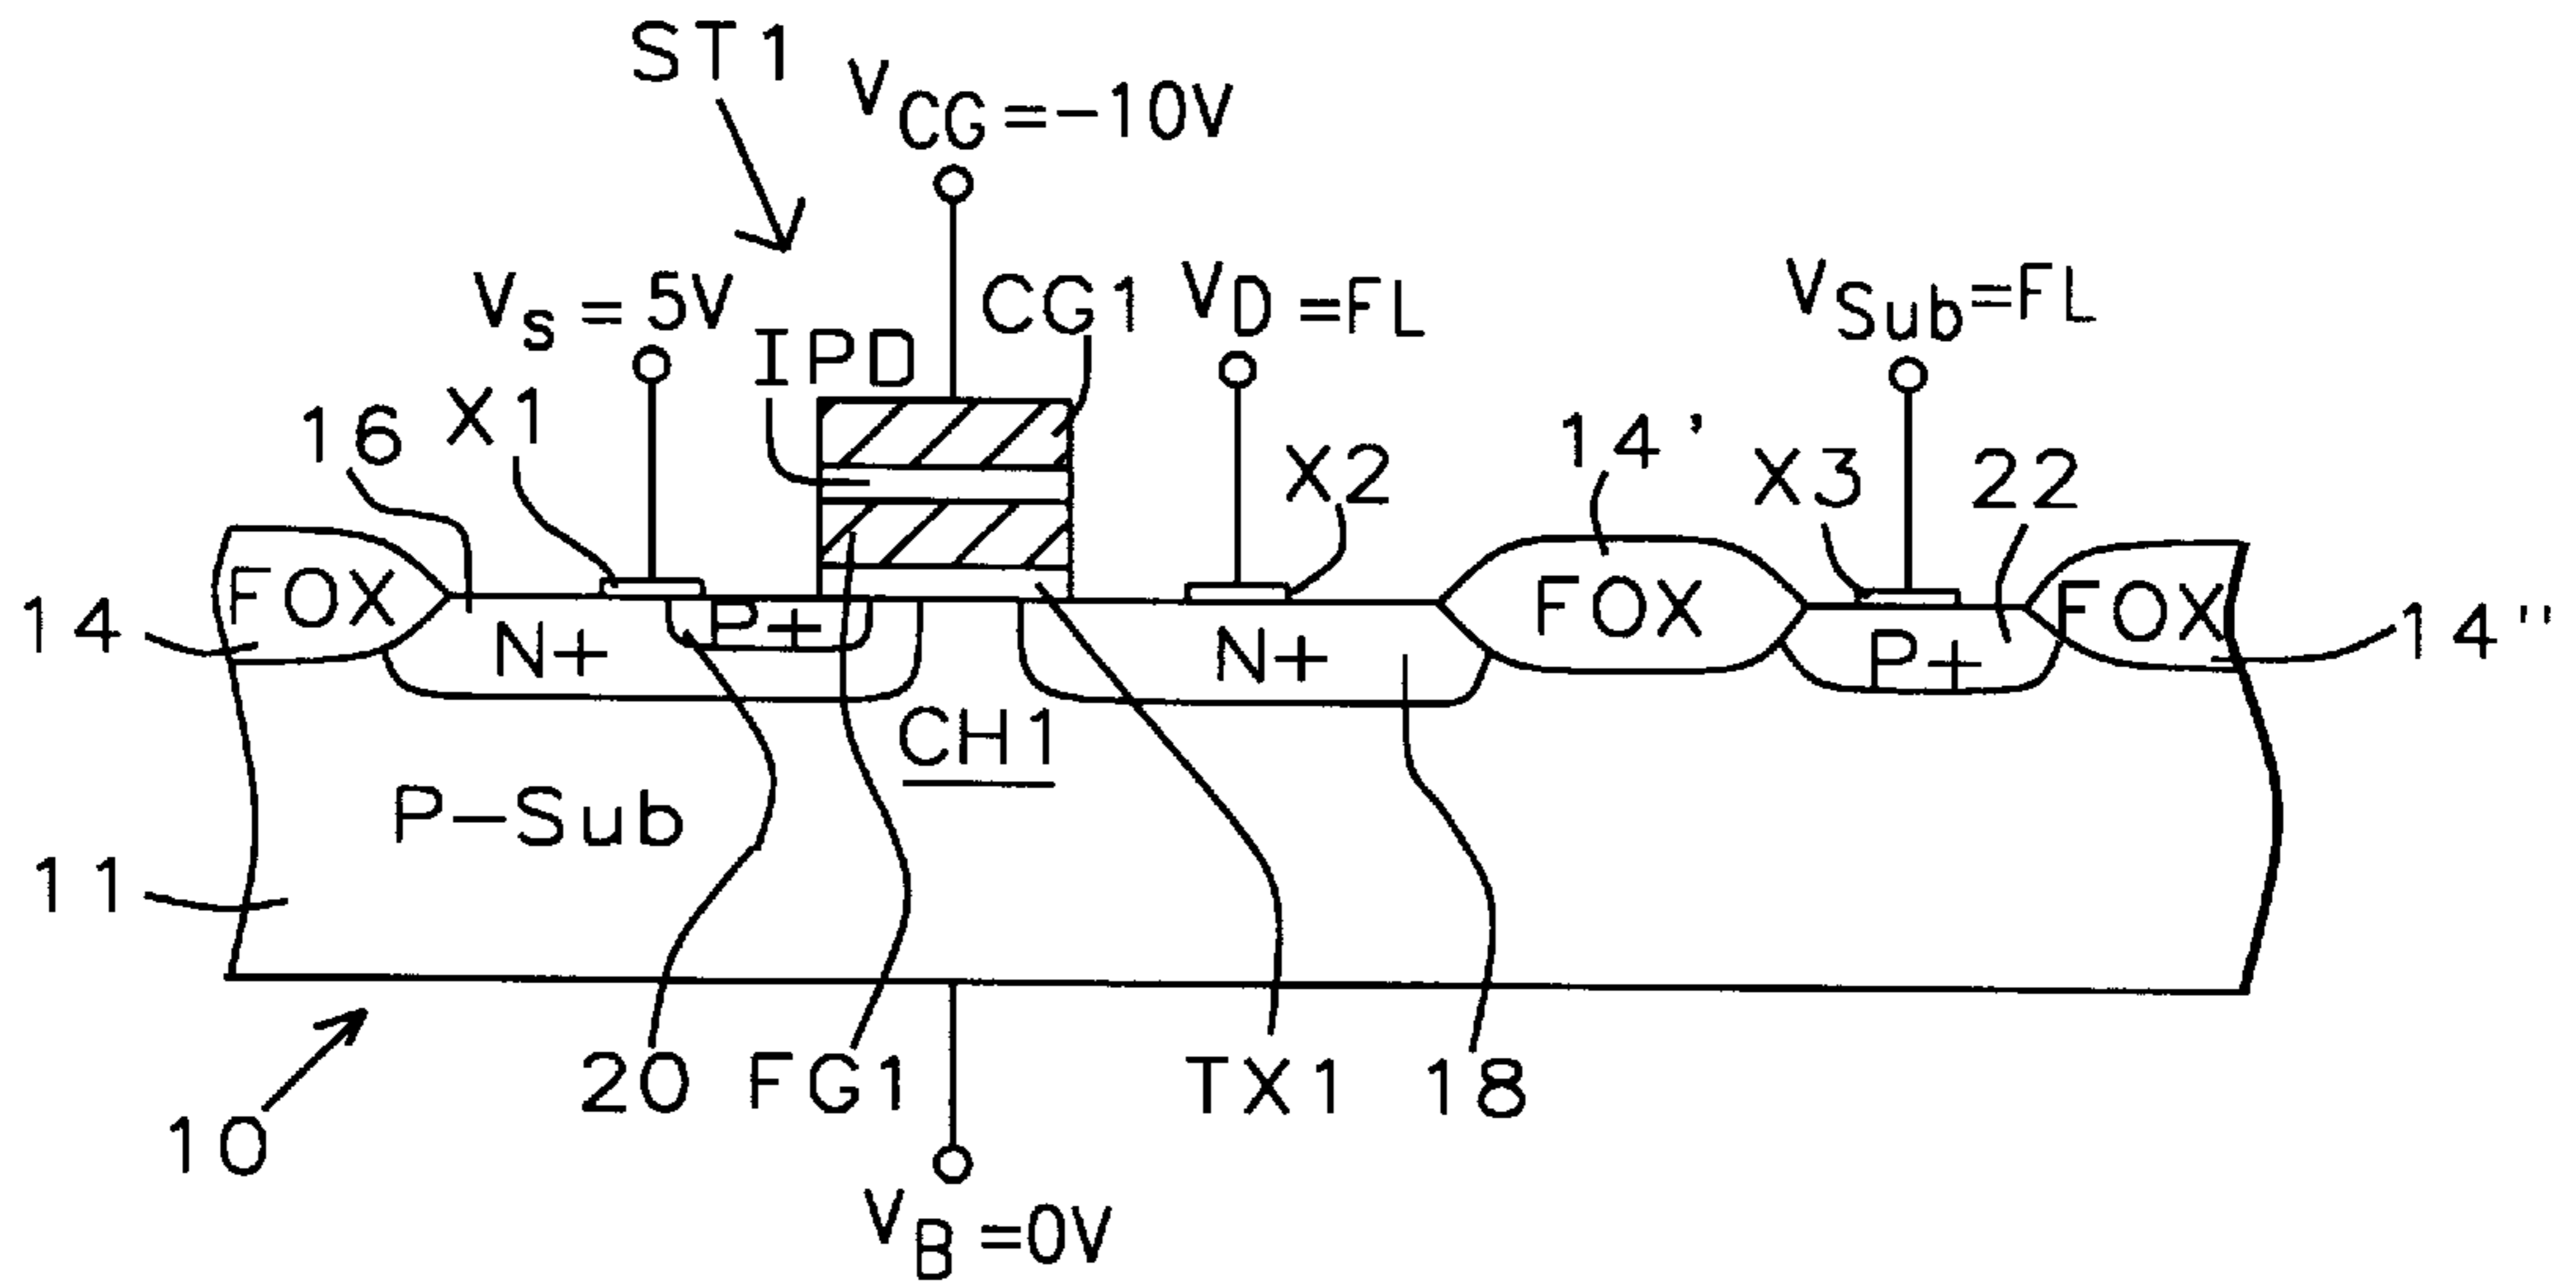 ST1
VCG=-10V
Vs=5V
IPD
CG1
VD=FL
VSub=FL
16
X1
X2
14'
X3
22
14
FOX
N+
P+
N+
FOX
P+
FOX
14"
CH1
P-Sub
11
10
20
FG1
TX1
18
VB=0V